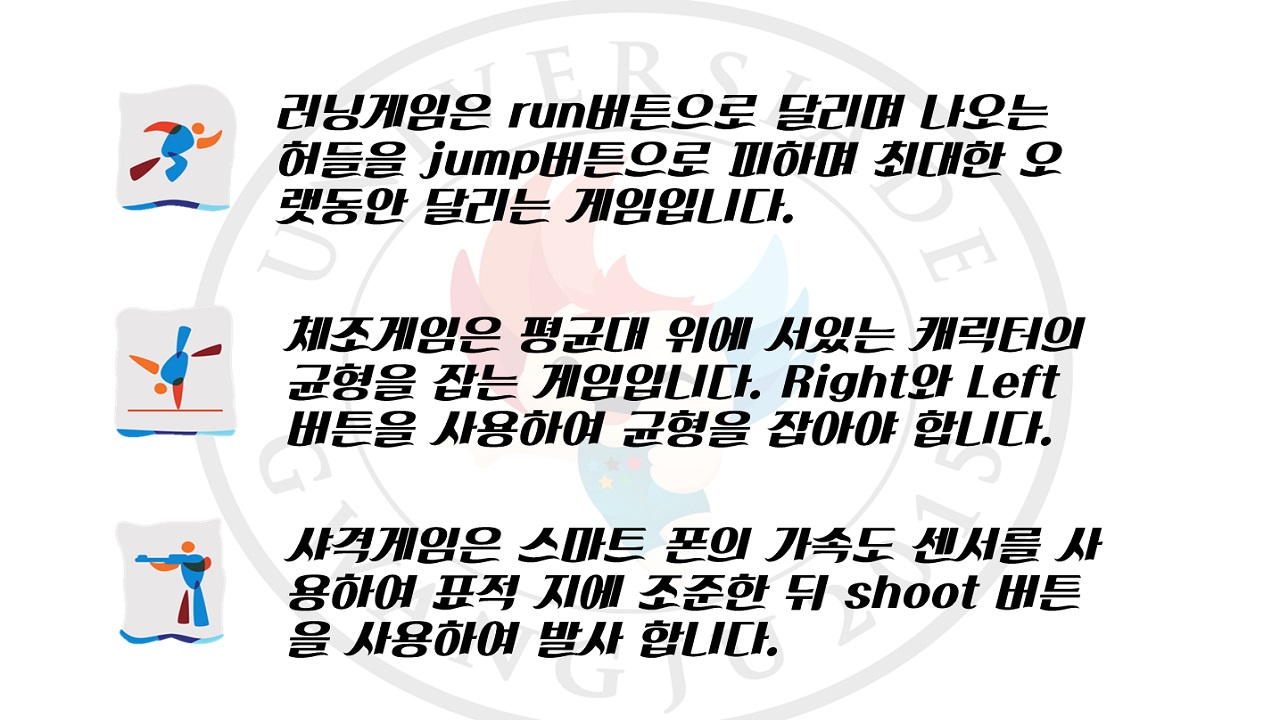 러닝게임은 run버튼으로 달리며 나오는
허들을 jump버튼으로 피하며 최대한 오
랫동안 달리는 게임입니다.
체조게임은 평균대 위에 서있는 캐릭터의
균형을 잡는 게임입니다. Right와 Left
버튼을 사용하여 균형을 잡아야 합니다.
사격게임은 스마트 폰의 가속도 센서를 사
용하여 표적 지에 조준한 뒤 shoot 버튼
을 사용하여 발사 합니다.
UNIVERSIADE
GWANGJU 2015